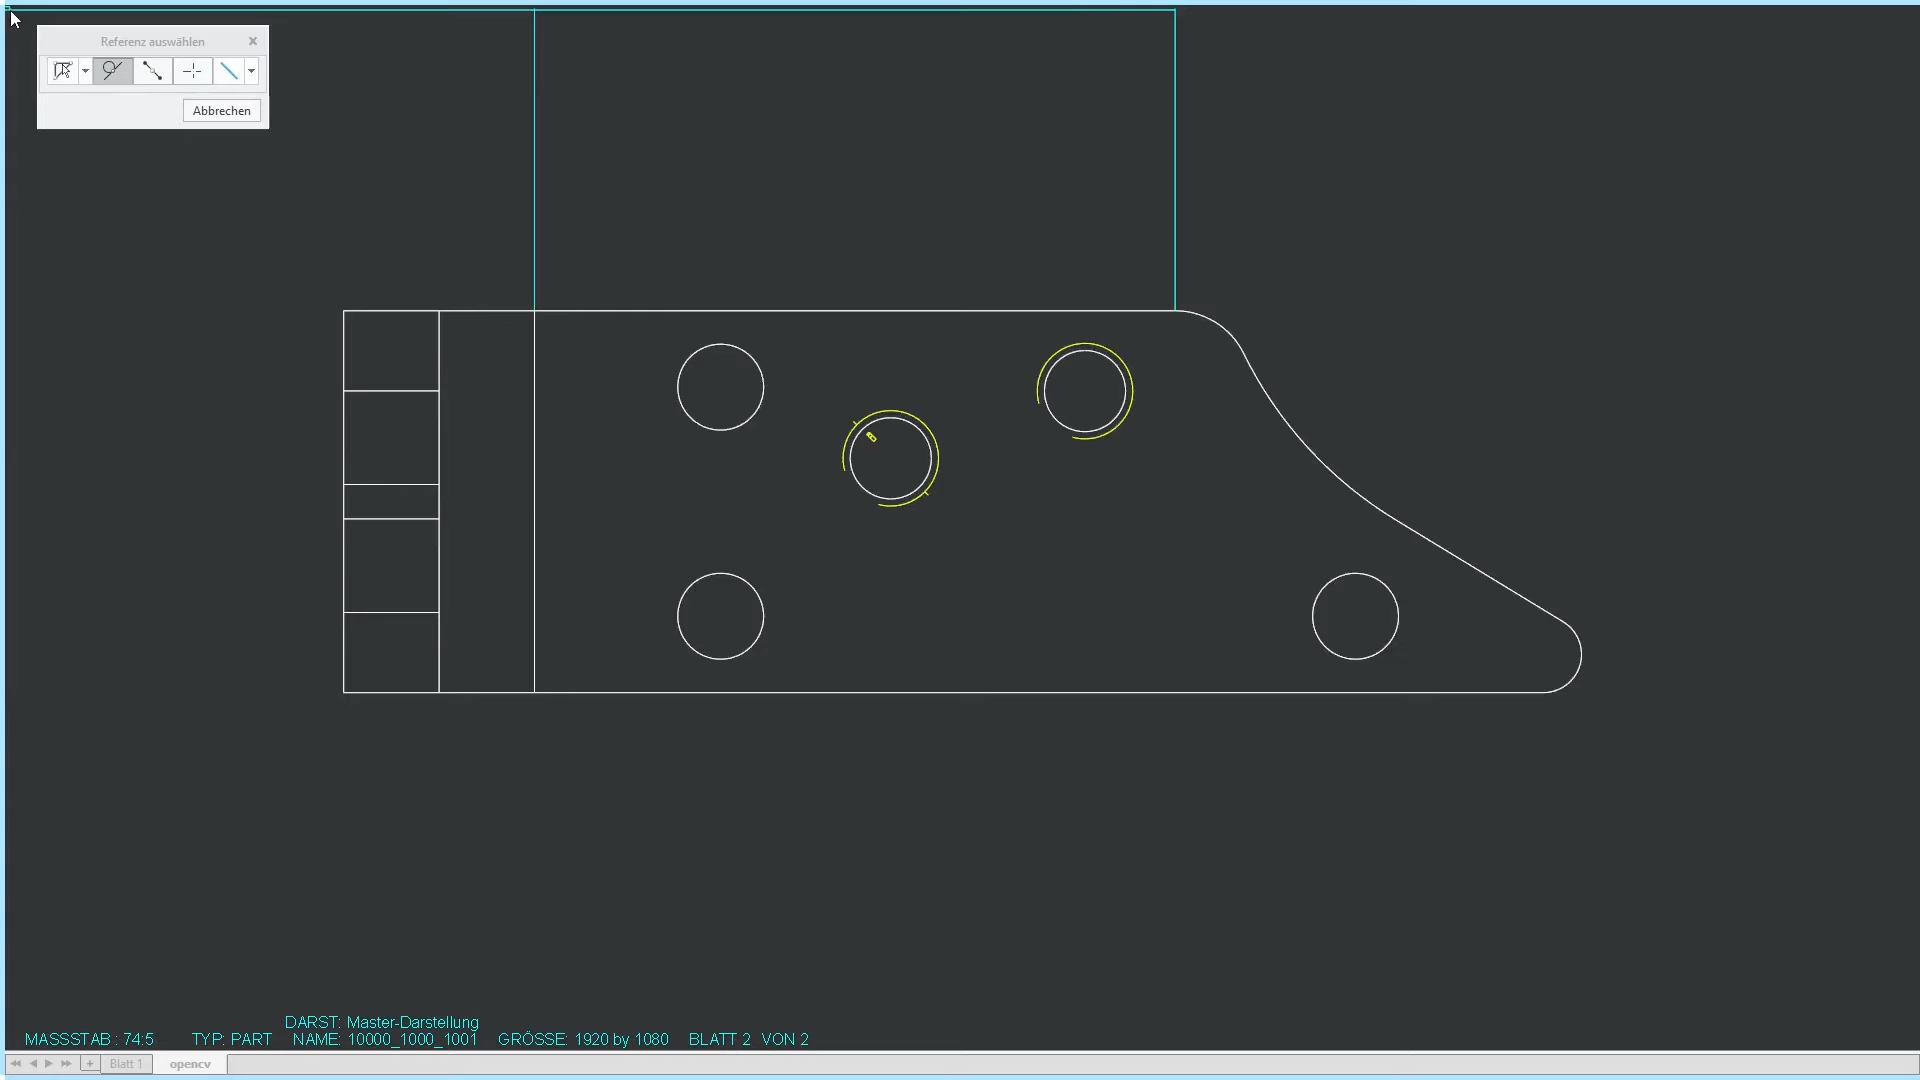 Referenz auswählen
Abbrechen
DARST: Master-Darstellung
MASSSTAB : 74:5 TYP: PART NAME: 10000_1000_1001 GRÖSSE: 1920 by 1080 BLATT 2 VON 2
Blatt 1 opencv